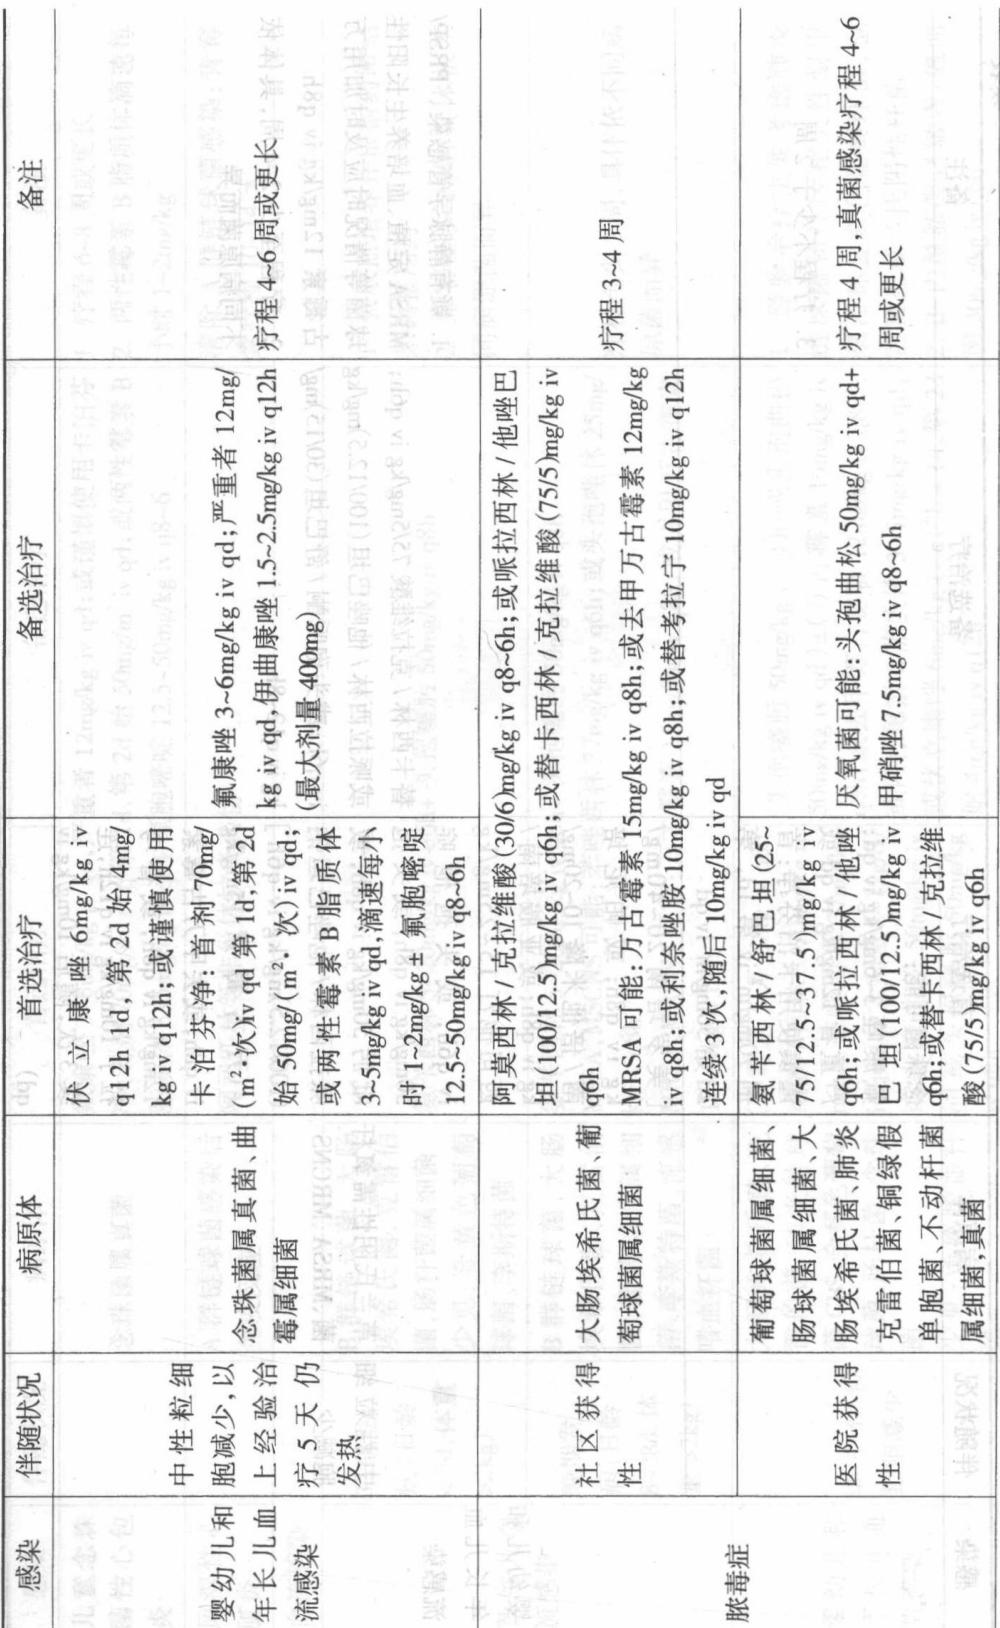 感染
伴随状况
病原体
首选治疗
备选治疗
备注
婴幼儿和
年长儿血
流感染
中性粒细
胞减少,以
上经验治
疗 5 天 仍
发热
念珠菌属真菌、曲
霉属细菌
伏立康唑 6mg/kg iv
q12h 1d,第 2d 始 4mg/
kg iv q12h;或谨慎使用
卡泊芬净:首剂 70mg/
(m²·次)iv qd 第 1d,第 2d
始 50mg/(m²·次)iv qd;
或两性霉素 B 脂质体
3~5mg/kg iv qd,滴速每小
时 1~2mg/kg± 氟胞嘧啶
12.5~50mg/kg iv q8~6h
氟康唑 3~6mg/kg iv qd;严重者 12mg/
kg iv qd,伊曲康唑 1.5~2.5mg/kg iv q12h
(最大剂量 400mg)
疗程 4~6 周或更长
脓毒症
社区获得
性
大肠埃希氏菌、葡
萄球菌属细菌
阿莫西林/克拉维酸(30/6)mg/kg iv q8~6h;或哌拉西林/他唑巴
坦(100/12.5)mg/kg iv q6h;或替卡西林/克拉维酸(75/5)mg/kg iv
q6h
MRSA 可能:万古霉素 15mg/kg iv q8h;或去甲万古霉素 12mg/kg
iv q8h;或利奈唑胺 10mg/kg iv q8h;或替考拉宁 10mg/kg iv q12h
连续 3 次,随后 10mg/kg iv qd
疗程 3~4 周
医院获得
性
葡萄球菌属细菌、
肠球菌属细菌、大
肠埃希氏菌、肺炎
克雷伯菌、铜绿假
单胞菌、不动杆菌
属细菌,真菌
氨苄西林/舒巴坦(25~
75/12.5~37.5)mg/kg iv
q6h;或哌拉西林/他唑
巴坦(100/12.5)mg/kg iv
q6h;或替卡西林/克拉维
酸(75/5)mg/kg iv q6h
厌氧菌可能:头孢曲松 50mg/kg iv qd+
甲硝唑 7.5mg/kg iv q8~6h
疗程 4 周,真菌感染疗程 4~6
周或更长